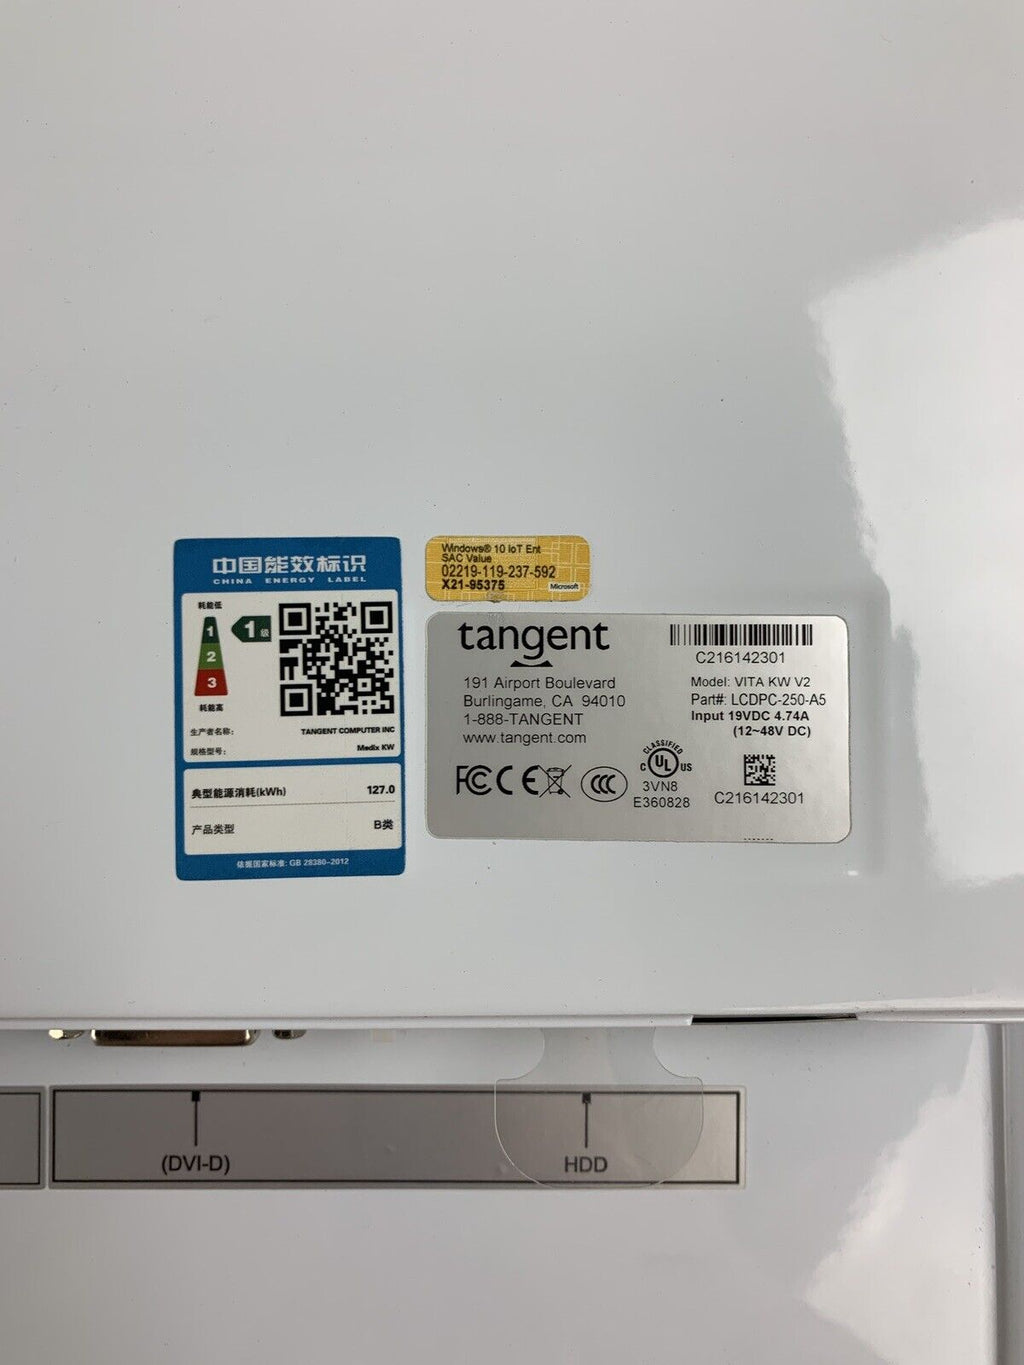 中国能效标识
CHINA ENERGY LABEL
耗能低
1
2
3
耗能高
1级
生产者名称:
TANGENT COMPUTER INC
规格型号:
Medix KW
典型能源消耗(kWh)
127.0
产品类型
B类
依据国家标准: GB 28380-2012
Windows® 10 IoT Ent
SAC Value
02219-119-237-592
X21-95375
Microsoft
tangent
191 Airport Boulevard
Burlingame, CA 94010
1-888-TANGENT
www.tangent.com
C216142301
Model: VITA KW V2
Part#: LCDPC-250-A5
Input 19VDC 4.74A
(12~48V DC)
FC CE CCC
CLASSIFIED
C UL US
3VN8
E360828
C216142301
(DVI-D)
HDD